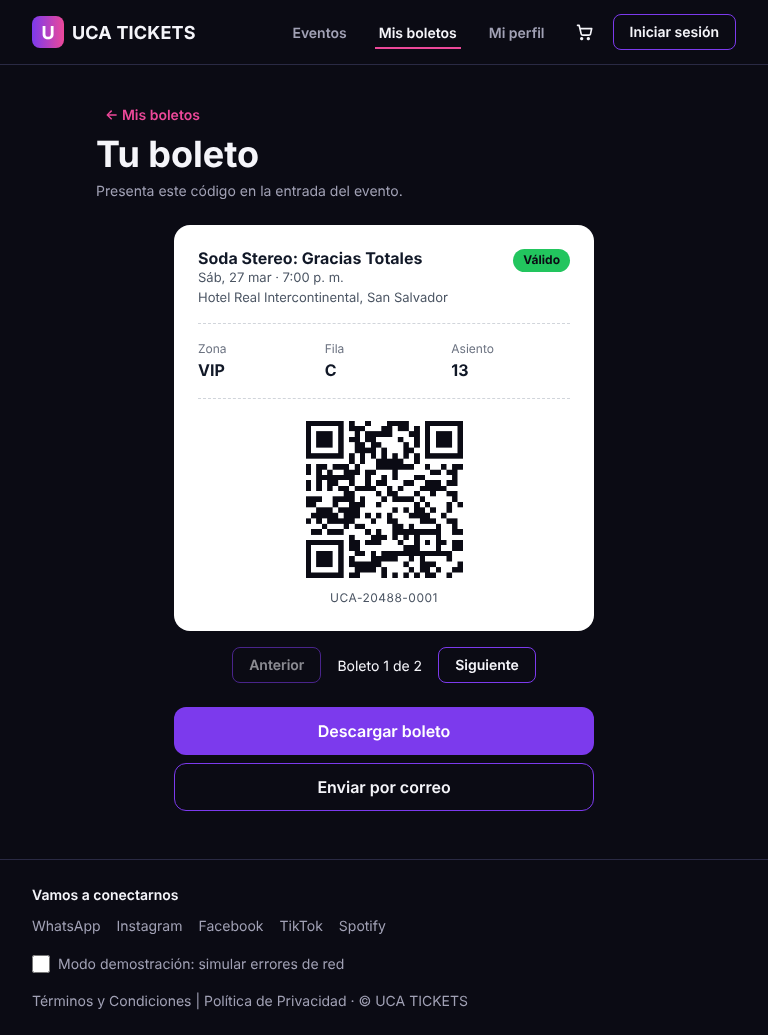 U UCA TICKETS Eventos Mis boletos Mi perfil Iniciar sesión
← Mis boletos
Tu boleto
Presenta este código en la entrada del evento.
Soda Stereo: Gracias Totales Válido
Sáb, 27 mar · 7:00 p. m.
Hotel Real Intercontinental, San Salvador
Zona Fila Asiento
VIP C 13
UCA-20488-0001
Anterior Boleto 1 de 2 Siguiente
Descargar boleto
Enviar por correo
Vamos a conectarnos
WhatsApp Instagram Facebook TikTok Spotify
Modo demostración: simular errores de red
Términos y Condiciones | Política de Privacidad · © UCA TICKETS